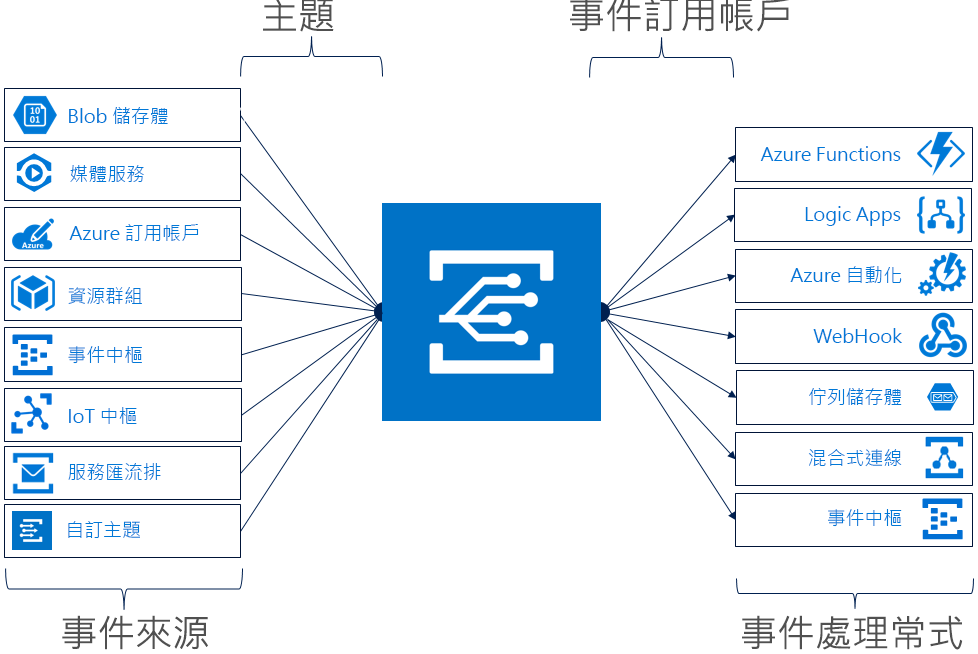 主題
事件訂用帳戶
Blob 儲存體
媒體服務
Azure
Azure 訂用帳戶
資源群組
事件中樞
IoT 中樞
服務匯流排
自訂主題
事件來源
Azure Functions
Logic Apps
Azure 自動化
WebHook
佇列儲存體
混合式連線
事件中樞
事件處理常式
10
01